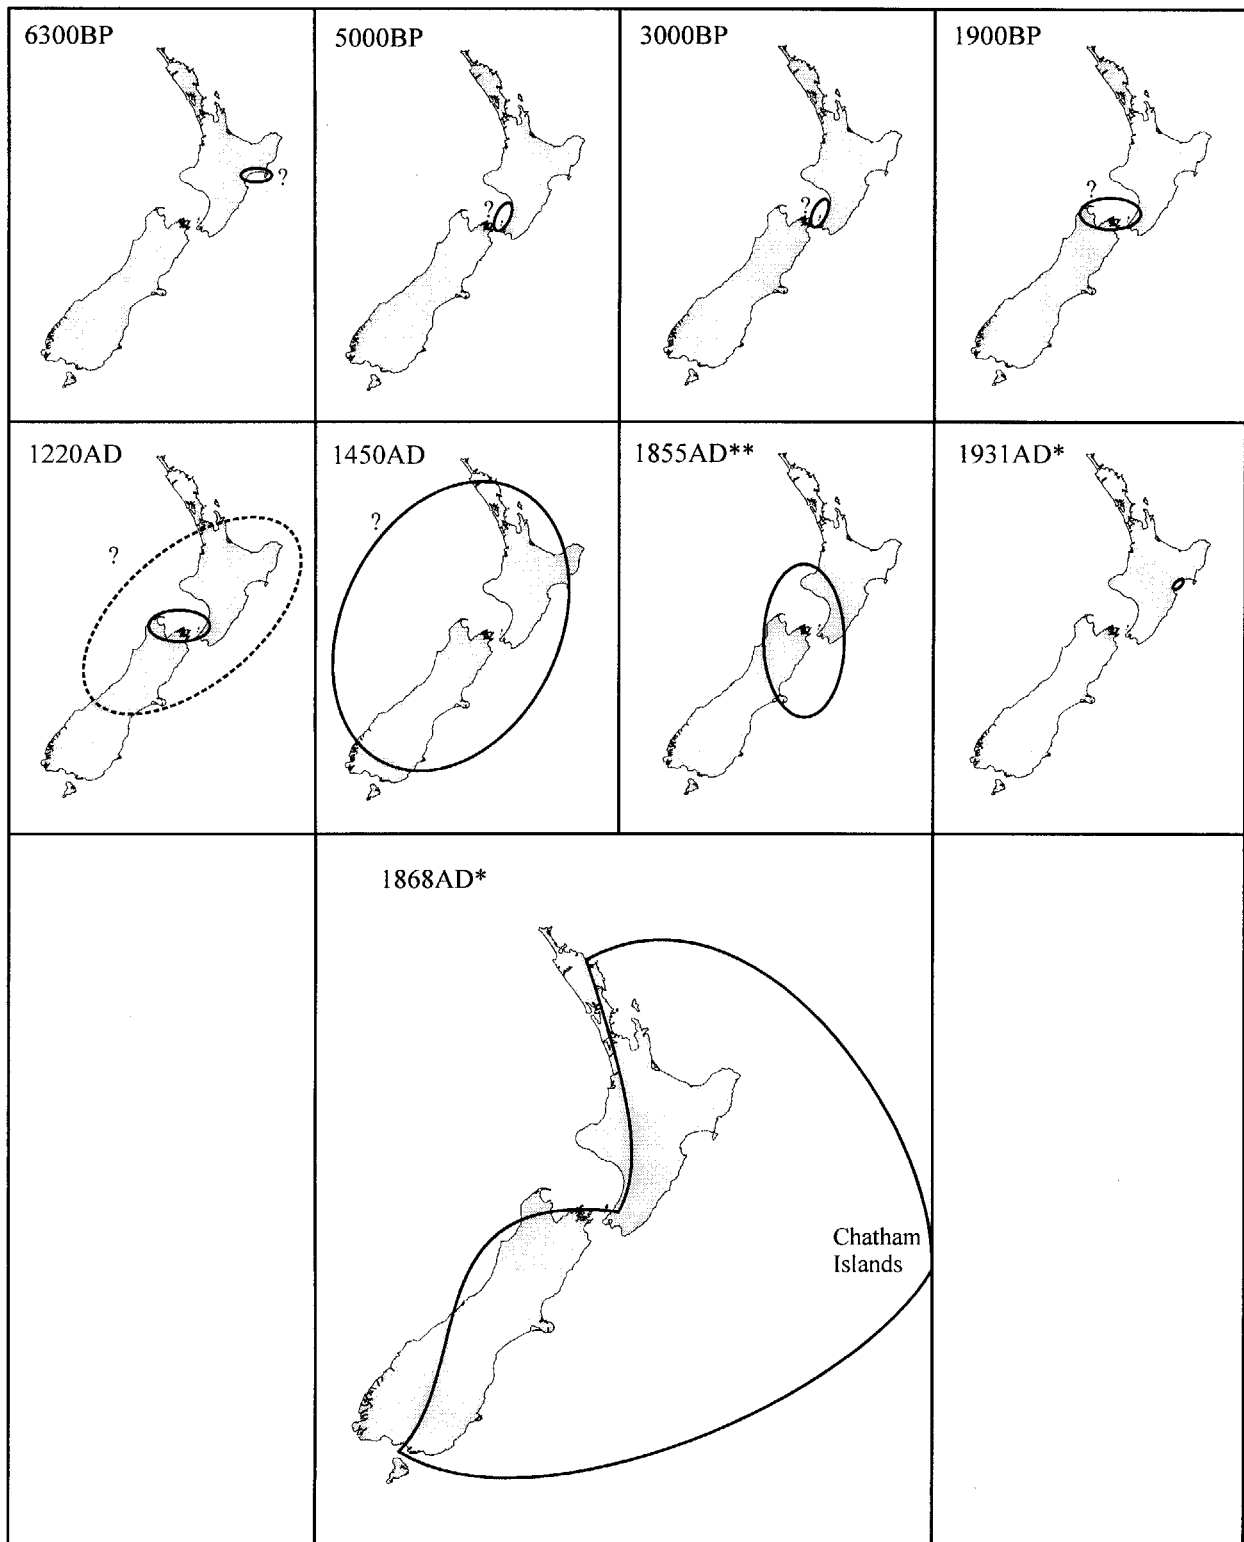 6300BP
?
5000BP
?
3000BP
?
1900BP
?
1220AD
?
1450AD
?
1855AD**
1931AD*
1868AD*
Chatham
Islands